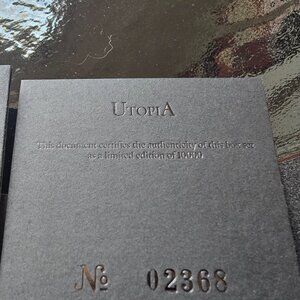 UTOPIA
This document certifies the authenticity of this box set
as a limited edition of 10000
№ 02368